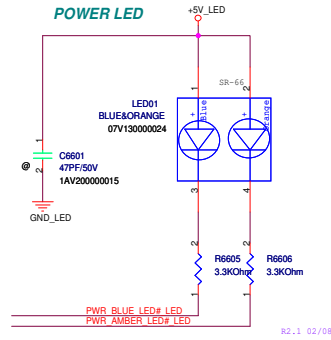 POWER LED
+5V_LED
SR-66
LED01
BLUE&ORANGE
07V130000024
1
2
+
Blue
+
Orange
3
4
1
@
2
C6601
47PF/50V
1AV200000015
GND_LED
2
R6605
3.3KOhm
1
2
R6606
3.3KOhm
1
PWR_BLUE_LED#_LED
PWR_AMBER_LED#_LED
R2.1 02/08